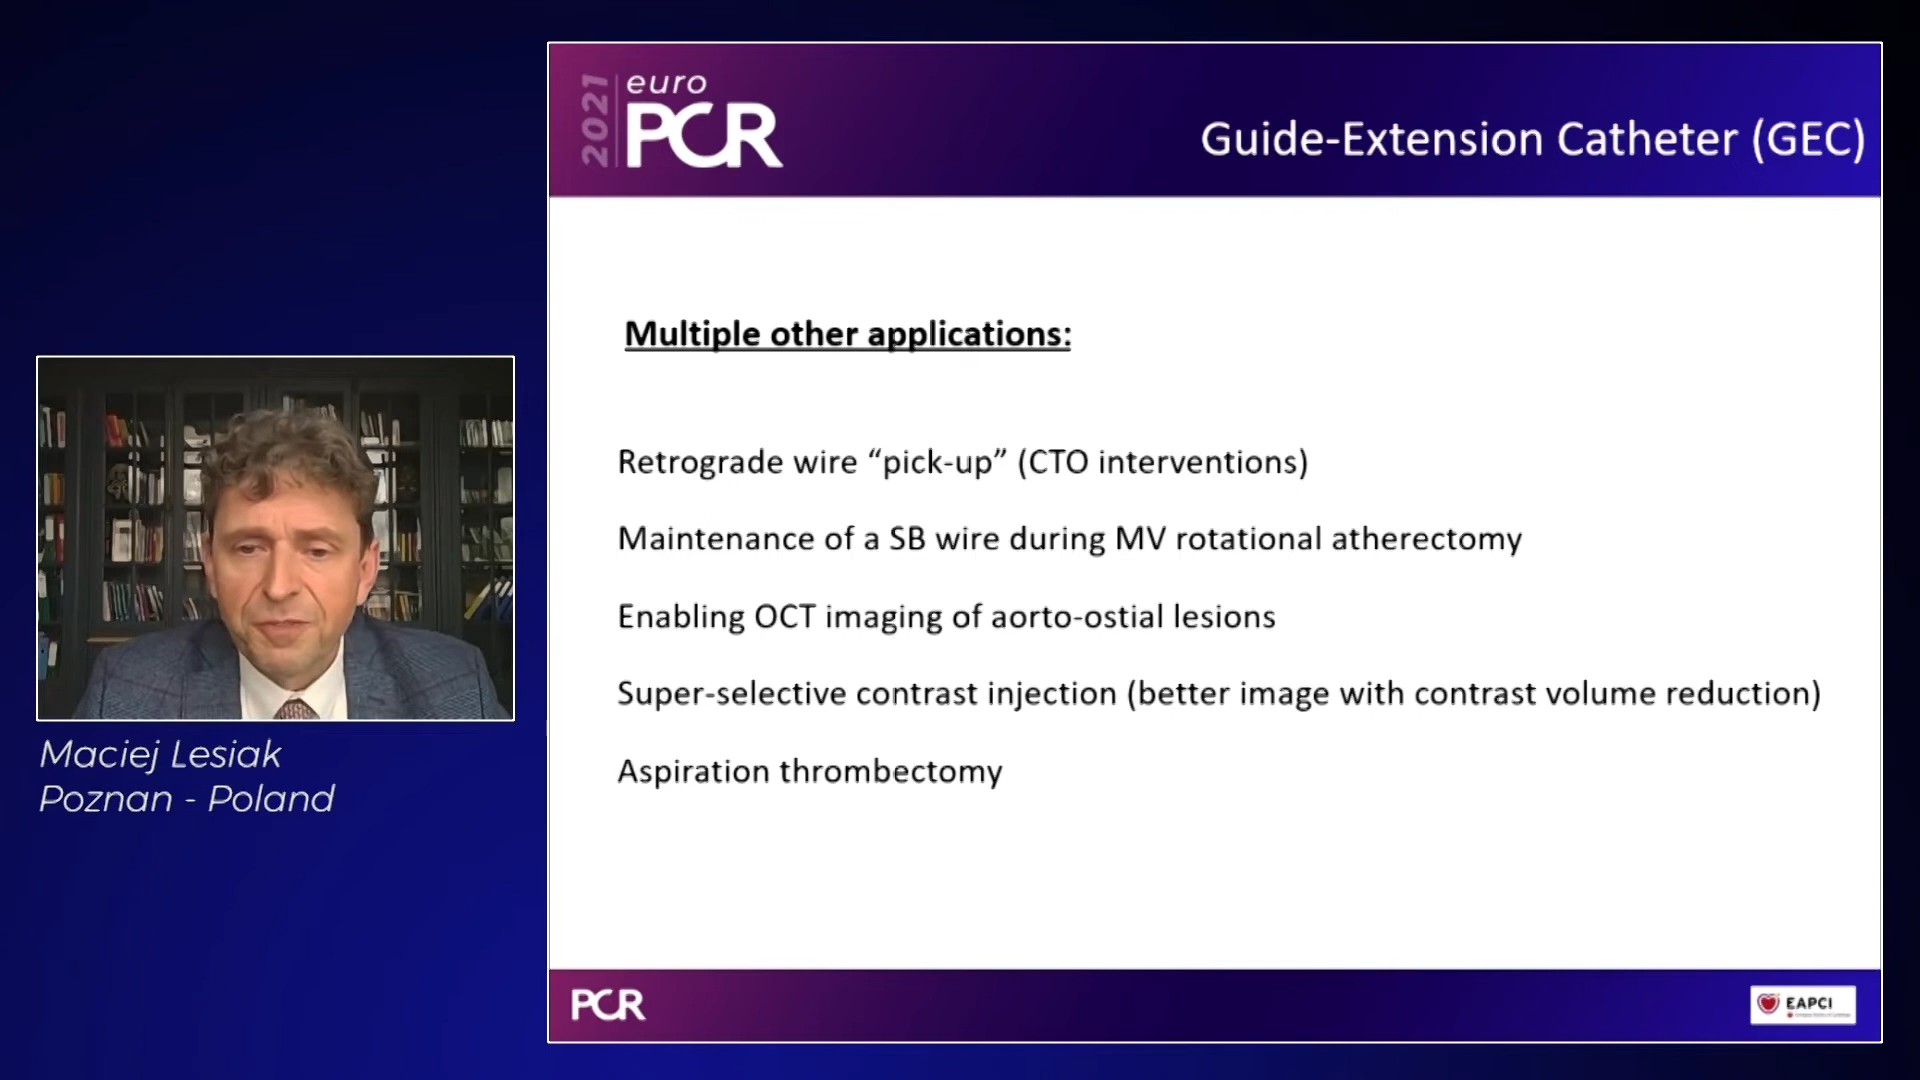 2021
euro
PCR
Guide-Extension Catheter (GEC)
Multiple other applications:
Retrograde wire “pick-up” (CTO interventions)
Maintenance of a SB wire during MV rotational atherectomy
Enabling OCT imaging of aorto-ostial lesions
Super-selective contrast injection (better image with contrast volume reduction)
Aspiration thrombectomy
Maciej Lesiak
Poznan - Poland
PCR
EAPCI